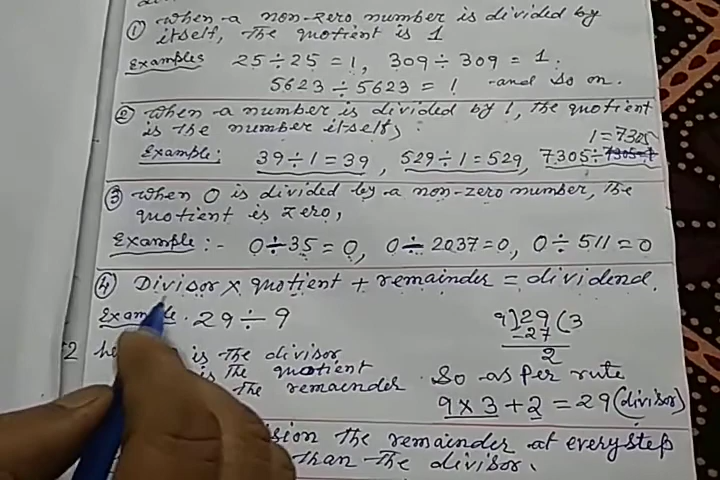 ① when a non-zero number is divided by
itself, the quotient is 1
Examples 25÷25 = 1, 309÷309 = 1.
5623÷5623 = 1 and so on.
② when a number is divided by 1, the quotient
is the number itself,
1=7305
Example: 39÷1=39, 529÷1=529, 7305÷
③ when 0 is divided by a non-zero number, the
quotient is zero,
Example:- 0÷35=0, 0÷2037=0, 0÷511=0
④ Divisor x quotient + remainder = dividend.
Example. 29÷9
9)29(3
-27
2
2
is the divisor
is the quotient
the remainder
So as per rule
9×3+2=29(divisor)
the remainder at every step
than the divisor.